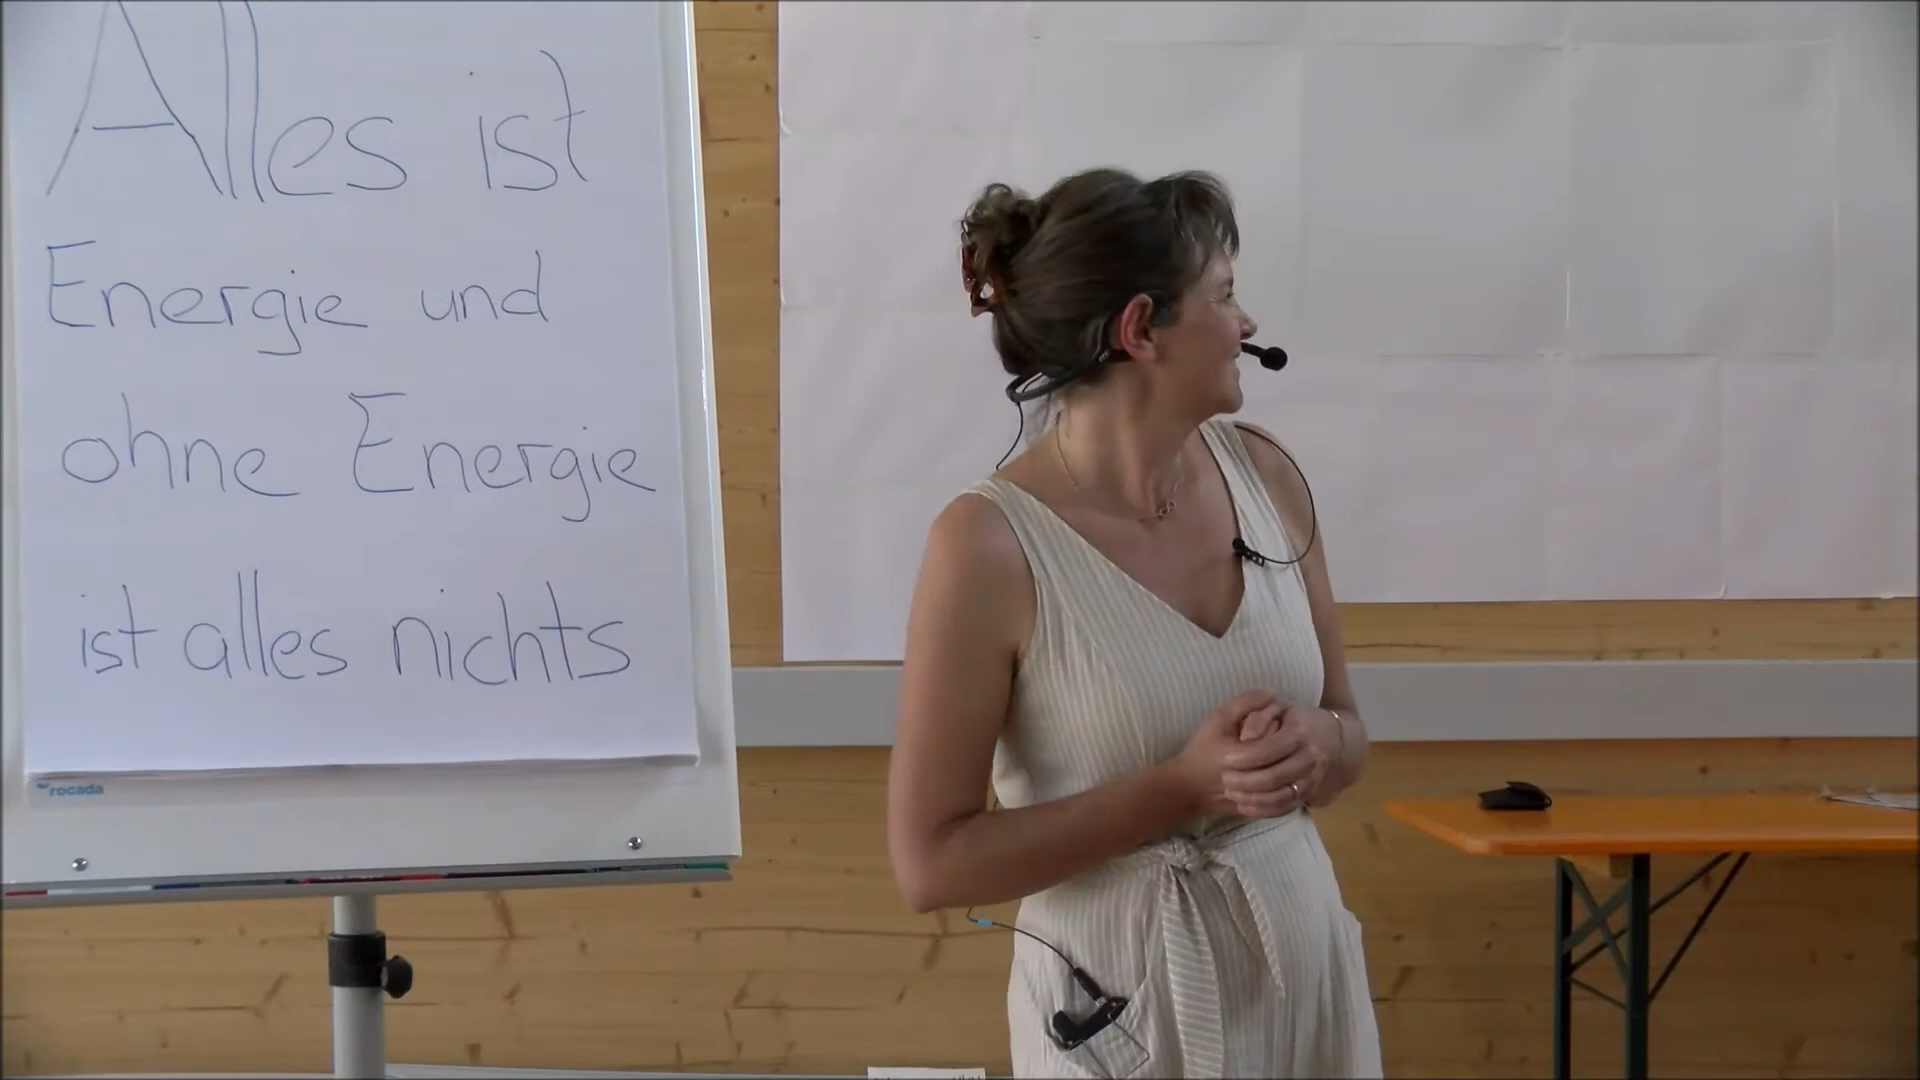 Alles ist
Energie und
ohne Energie
ist alles nichts
rocada